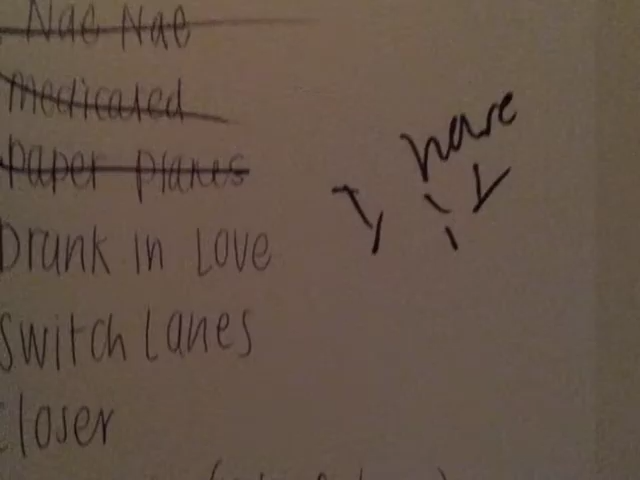 Nae Nae
Medicated
paper planes
Drunk in Love
Switch Lanes
Closer
have